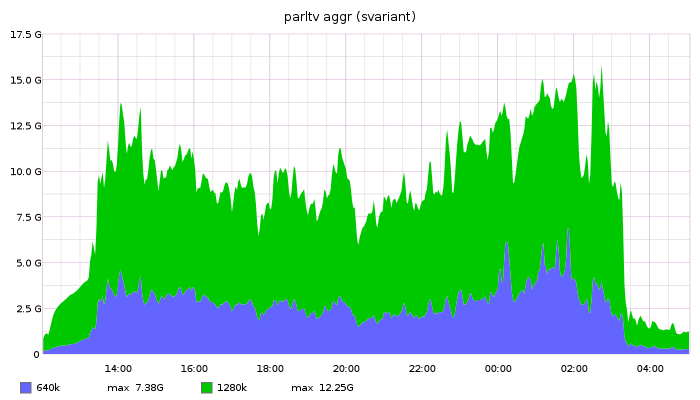 parltv aggr (svariant)
17.5 G
15.0 G
12.5 G
10.0 G
7.5 G
5.0 G
2.5 G
0
14:00 16:00 18:00 20:00 22:00 00:00 02:00 04:00
640k max 7.38G 1280k max 12.25G